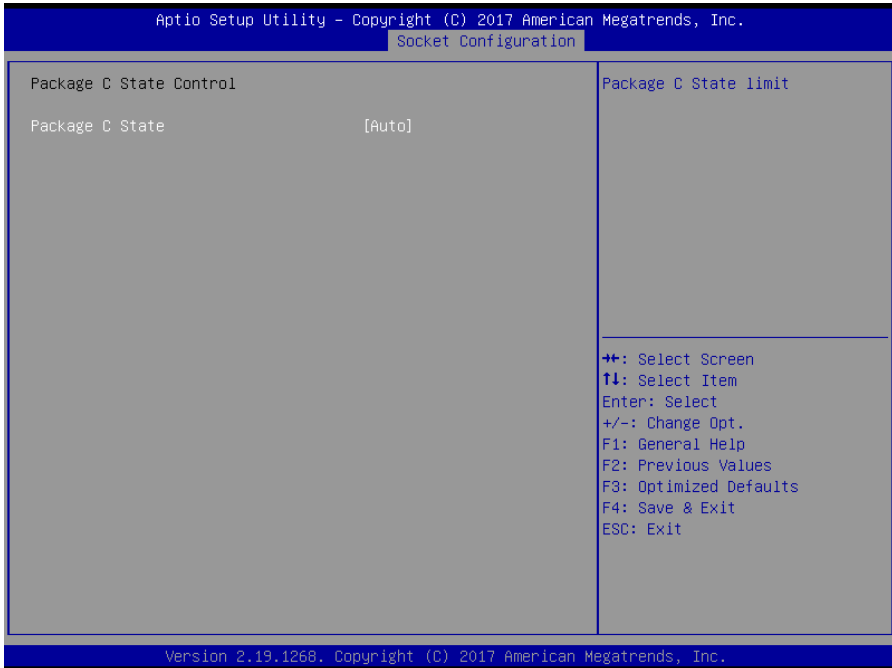 Aptio Setup Utility – Copyright (C) 2017 American Megatrends, Inc.
Socket Configuration
Package C State Control
Package C State [Auto]
Package C State limit
→←: Select Screen
↑↓: Select Item
Enter: Select
+/-: Change Opt.
F1: General Help
F2: Previous Values
F3: Optimized Defaults
F4: Save & Exit
ESC: Exit
Version 2.19.1268. Copyright (C) 2017 American Megatrends, Inc.